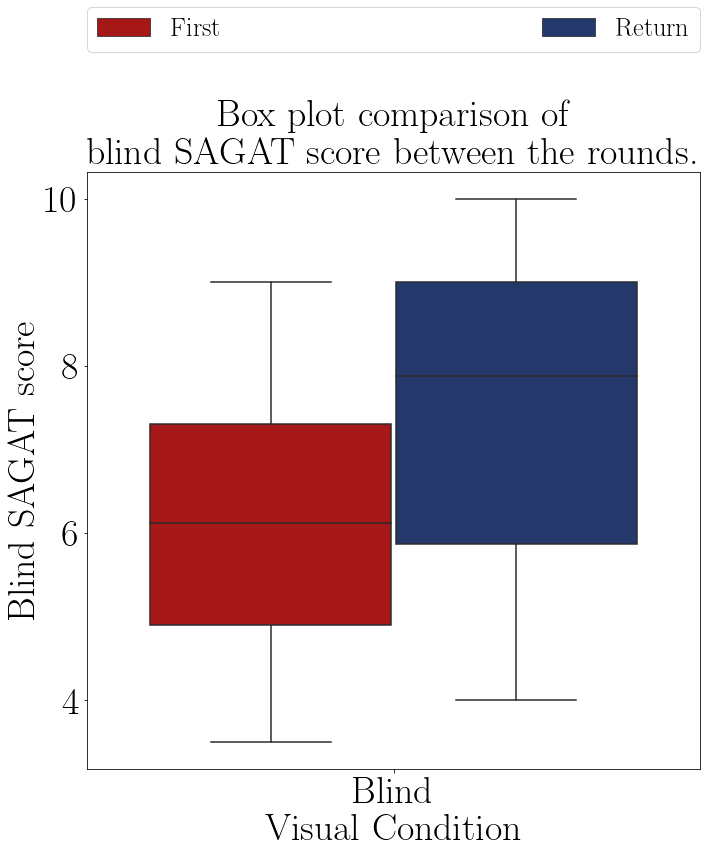 First Return
Box plot comparison of
blind SAGAT score between the rounds.
10
8
6
4
Blind SAGAT score
Blind
Visual Condition